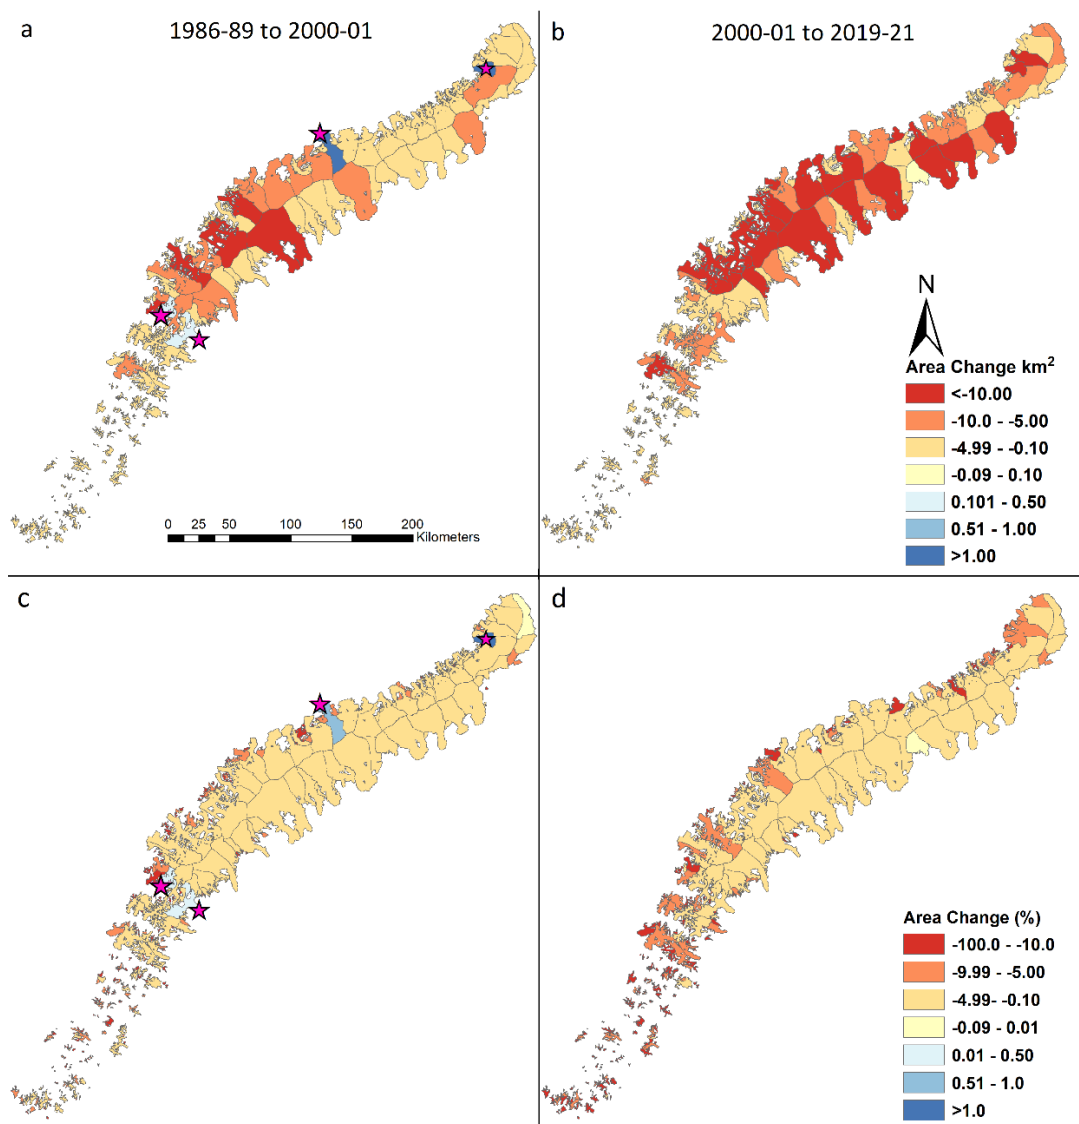 a
1986-89 to 2000-01
b
2000-01 to 2019-21
N
Area Change km²
<-10.00
-10.0 - -5.00
-4.99 - -0.10
-0.09 - 0.10
0.101 - 0.50
0.51 - 1.00
>1.00
0 25 50 100 150 200
Kilometers
c
d
Area Change (%)
-100.0 - -10.0
-9.99 - -5.00
-4.99- -0.10
-0.09 - 0.01
0.01 - 0.50
0.51 - 1.0
>1.0